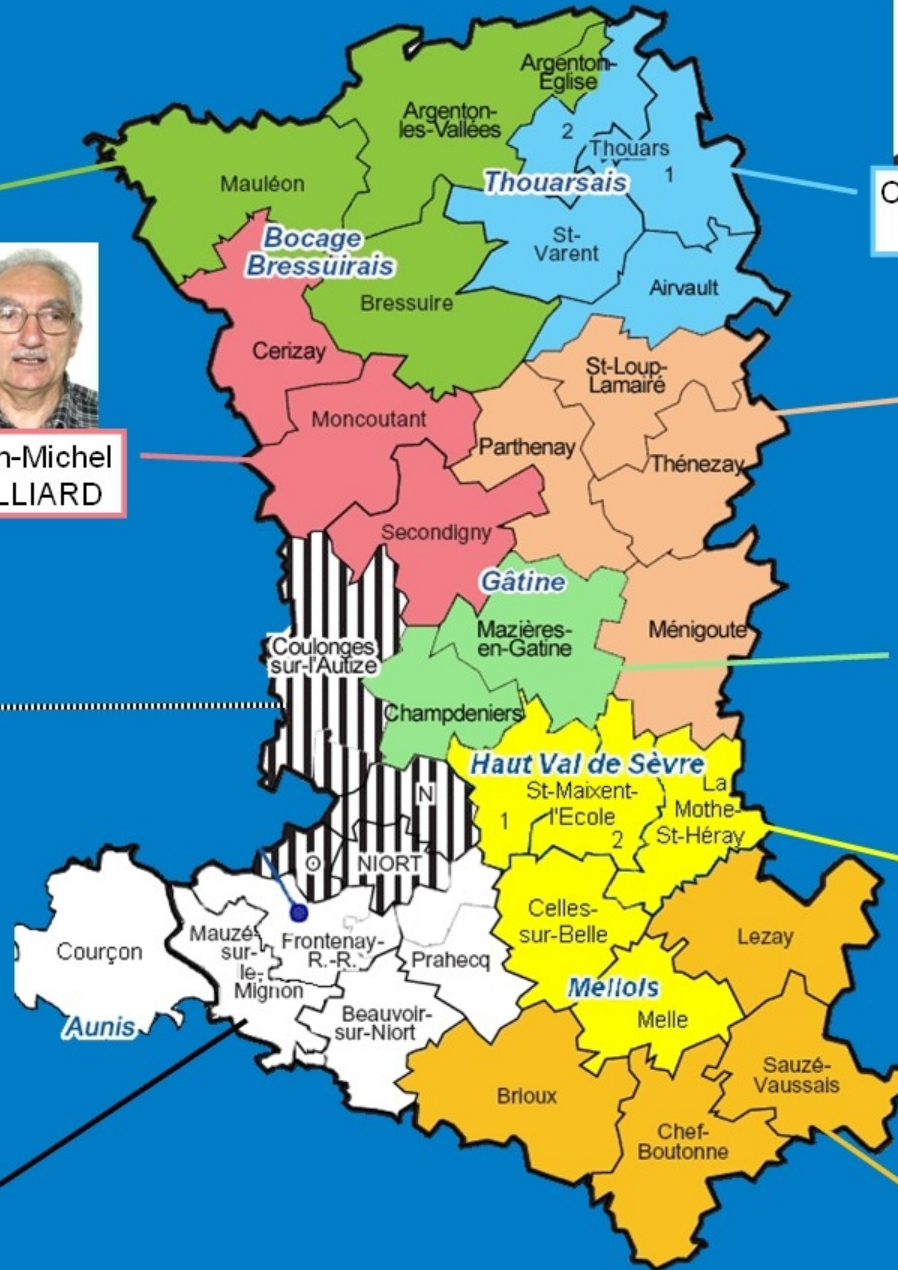 Argenton-
Eglise
Argenton-
les-Vallées
2
Thouars
1
Mauléon
Thouarsais
Bocage
Bressuirais
St-
Varent
Airvault
Bressuire
Cerizay
St-Loup-
Lamairé
Moncoutant
Parthenay
Thénezay
n-Michel
LLIARD
Secondigny
Gâtine
Mazières-
en-Gatine
Ménigoute
Coulonges
sur-l'Autize
Champdeniers
Haut Val de Sèvre
St-Maixent-
l'Ecole
1
2
La
Mothe-
St-Héray
N
O
NIORT
Celles-
sur-Belle
Lezay
Courçon
Mauzé-
sur-
le-
Mignon
Frontenay-
R.-R.
Prahecq
Mellois
Melle
Aunis
Beauvoir-
sur-Niort
Brioux
Sauzé-
Vaussais
Chef-
Boutonne